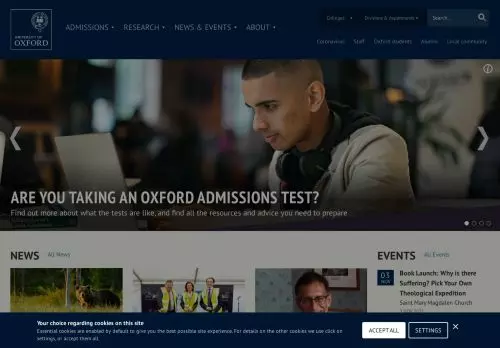 UNIVERSITY OF
OXFORD
ADMISSIONS
RESEARCH
NEWS & EVENTS
ABOUT
Colleges
Divisions & departments
Search...
Coronavirus
Staff
Oxford students
Alumni
Local community
ARE YOU TAKING AN OXFORD ADMISSIONS TEST?
Find out more about what the tests are like, and find all the resources and advice you need to prepare
NEWS
All News
EVENTS
All Events
03
NOV
Book Launch: Why is there
Suffering? Pick Your Own
Theological Expedition
Saint Mary Magdalen Church
Your choice regarding cookies on this site
Essential cookies are enabled by default to give you the best possible site experience. For details on the other cookies we use click on
settings, or accept them all.
ACCEPT ALL
SETTINGS